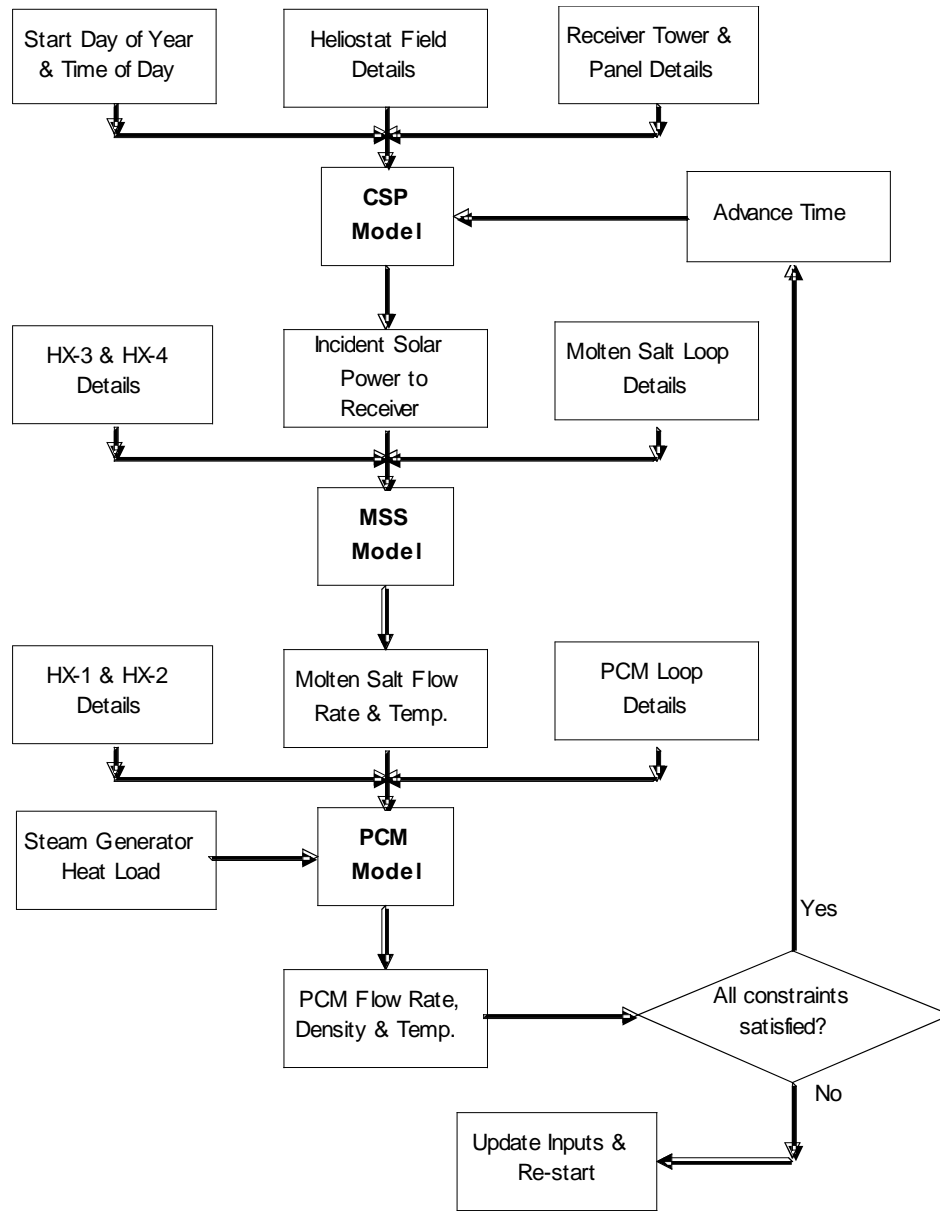 Start Day of Year
& Time of Day
Heliostat Field
Details
Receiver Tower &
Panel Details
CSP
Model
Advance Time
HX-3 & HX-4
Details
Incident Solar
Power to
Receiver
Molten Salt Loop
Details
MSS
Model
HX-1 & HX-2
Details
Molten Salt Flow
Rate & Temp.
PCM Loop
Details
Steam Generator
Heat Load
PCM
Model
Yes
PCM Flow Rate,
Density & Temp.
All constraints
satisfied?
No
Update Inputs &
Re-start